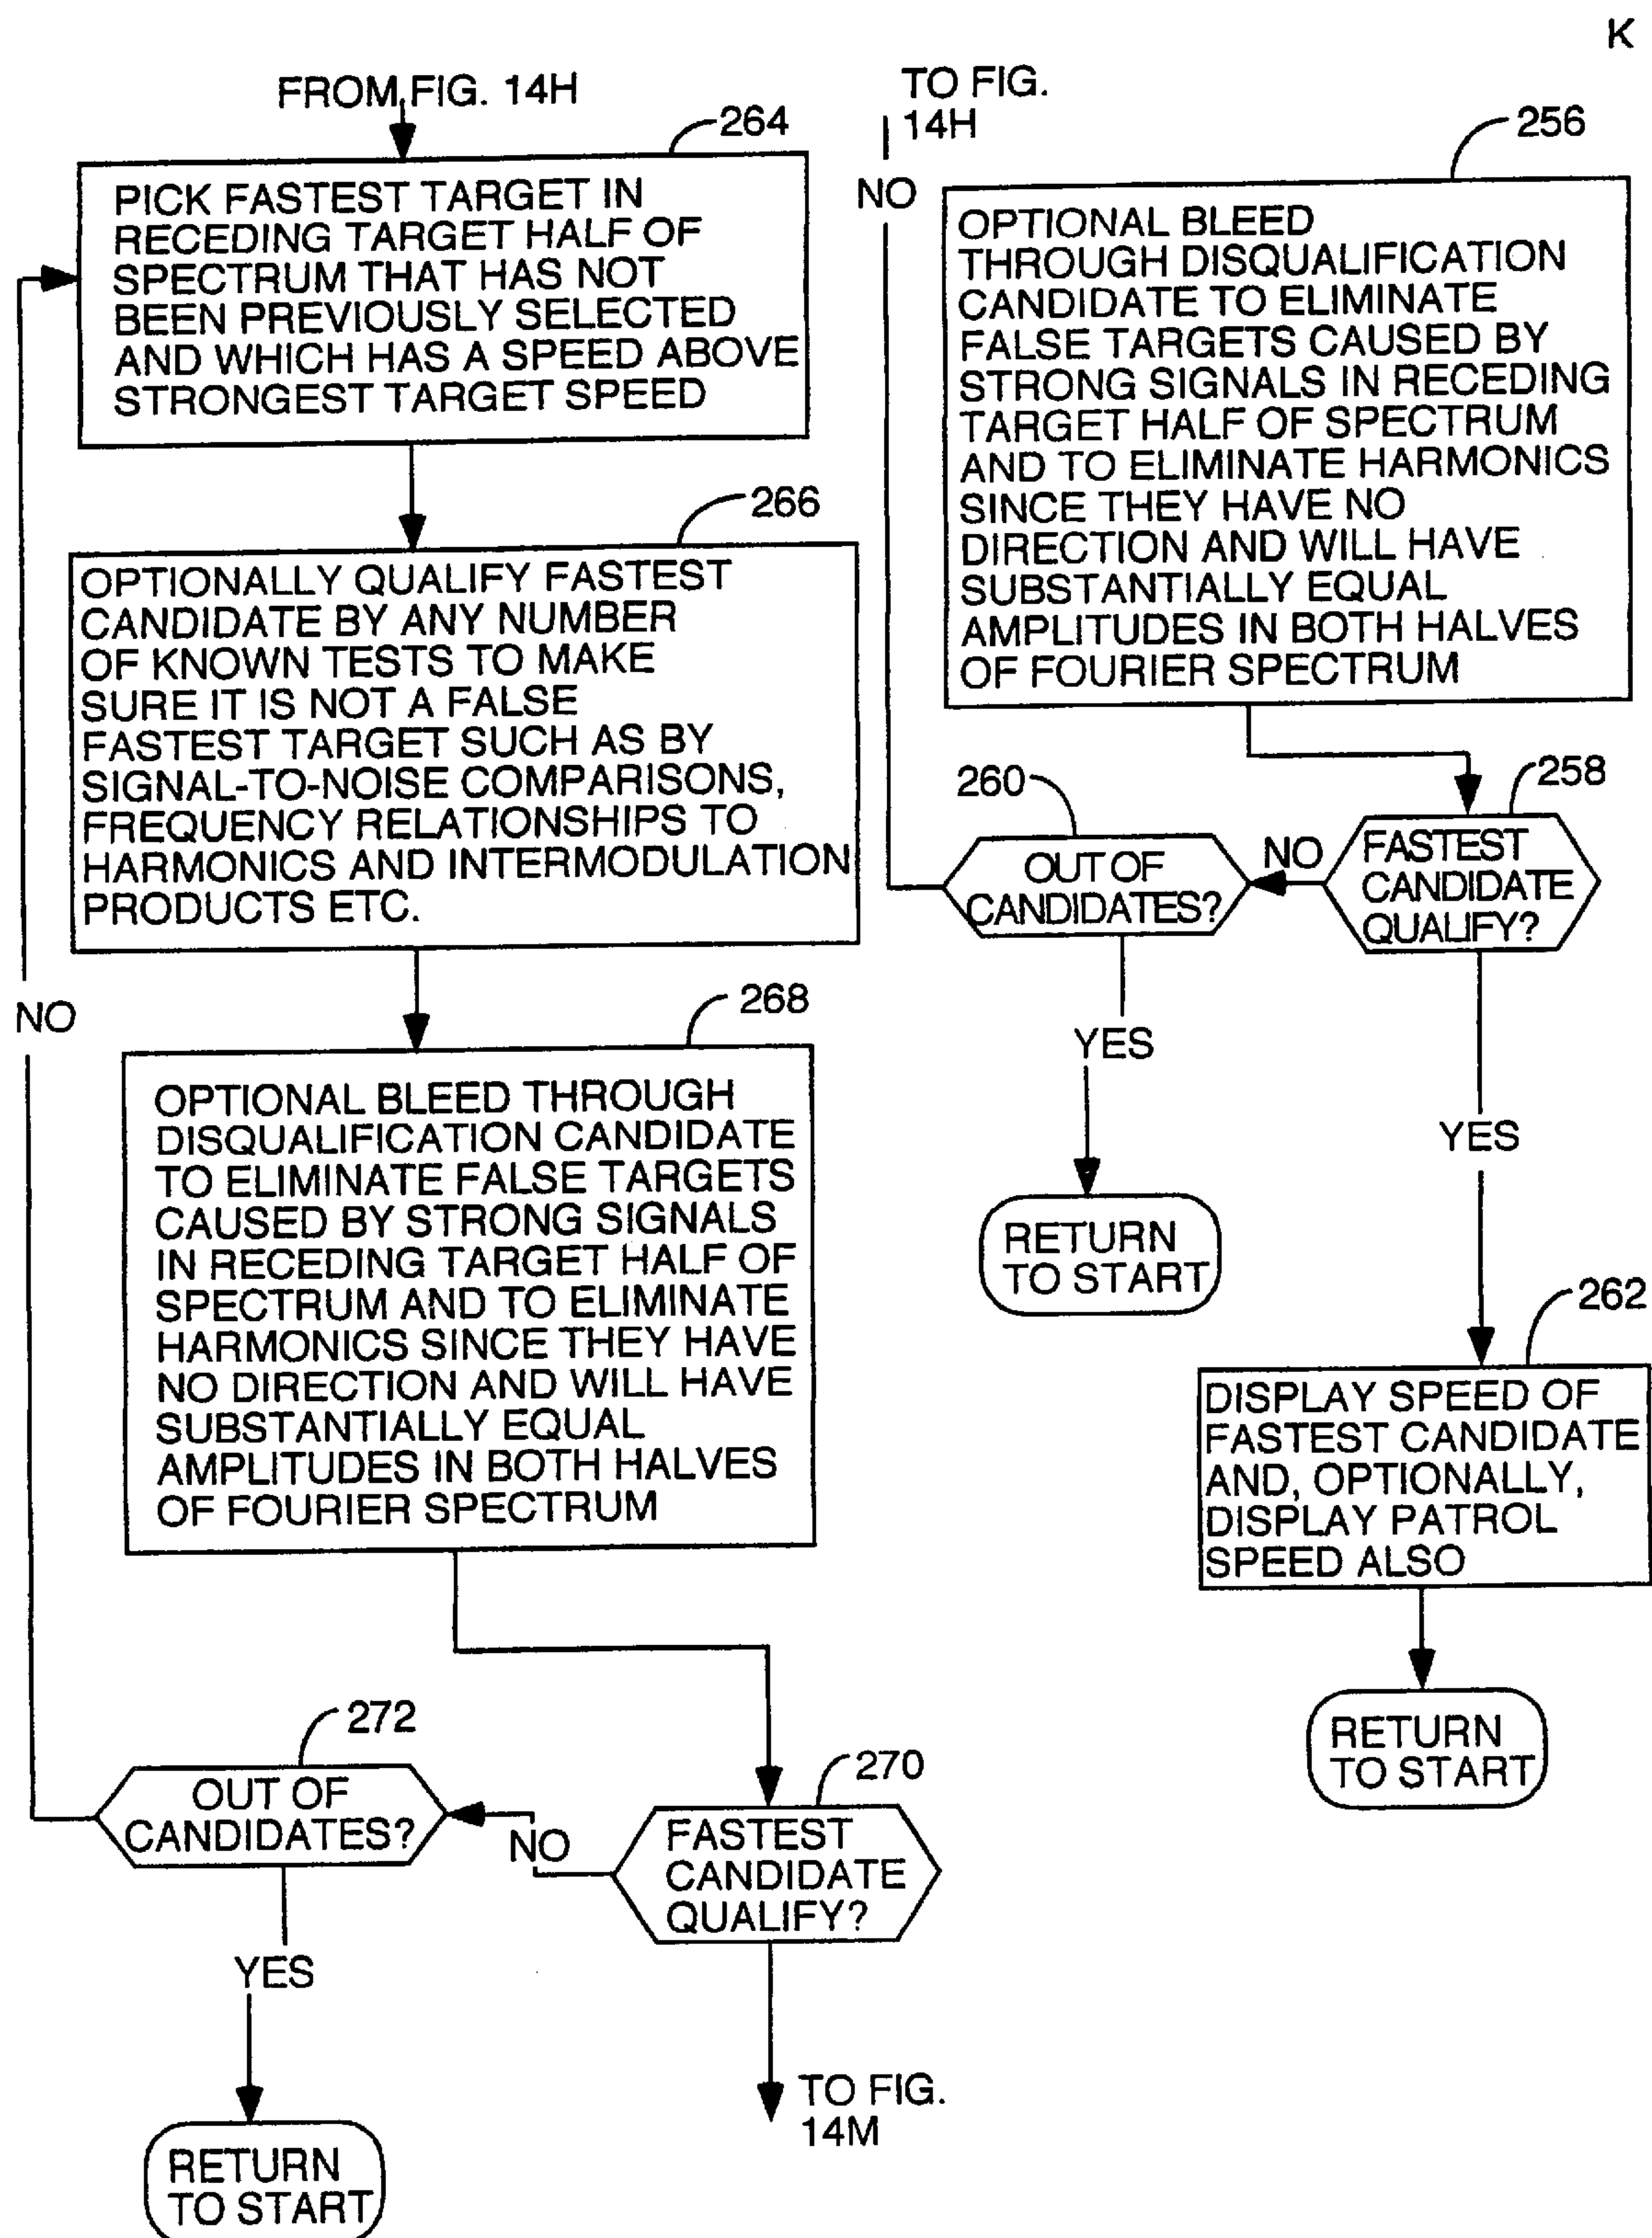 K
FROM FIG. 14H
264
PICK FASTEST TARGET IN
RECEDING TARGET HALF OF
SPECTRUM THAT HAS NOT
BEEN PREVIOUSLY SELECTED
AND WHICH HAS A SPEED ABOVE
STRONGEST TARGET SPEED
266
OPTIONALLY QUALIFY FASTEST
CANDIDATE BY ANY NUMBER
OF KNOWN TESTS TO MAKE
SURE IT IS NOT A FALSE
FASTEST TARGET SUCH AS BY
SIGNAL-TO-NOISE COMPARISONS,
FREQUENCY RELATIONSHIPS TO
HARMONICS AND INTERMODULATION
PRODUCTS ETC.
NO
268
OPTIONAL BLEED THROUGH
DISQUALIFICATION CANDIDATE
TO ELIMINATE FALSE TARGETS
CAUSED BY STRONG SIGNALS
IN RECEDING TARGET HALF OF
SPECTRUM AND TO ELIMINATE
HARMONICS SINCE THEY HAVE
NO DIRECTION AND WILL HAVE
SUBSTANTIALLY EQUAL
AMPLITUDES IN BOTH HALVES
OF FOURIER SPECTRUM
272
OUT OF
CANDIDATES?
NO
270
FASTEST
CANDIDATE
QUALIFY?
YES
RETURN
TO START
TO FIG.
14M
TO FIG.
14H
NO
256
OPTIONAL BLEED
THROUGH DISQUALIFICATION
CANDIDATE TO ELIMINATE
FALSE TARGETS CAUSED BY
STRONG SIGNALS IN RECEDING
TARGET HALF OF SPECTRUM
AND TO ELIMINATE HARMONICS
SINCE THEY HAVE NO
DIRECTION AND WILL HAVE
SUBSTANTIALLY EQUAL
AMPLITUDES IN BOTH HALVES
OF FOURIER SPECTRUM
260
OUT OF
CANDIDATES?
NO
258
FASTEST
CANDIDATE
QUALIFY?
YES
RETURN
TO START
YES
262
DISPLAY SPEED OF
FASTEST CANDIDATE
AND, OPTIONALLY,
DISPLAY PATROL
SPEED ALSO
RETURN
TO START